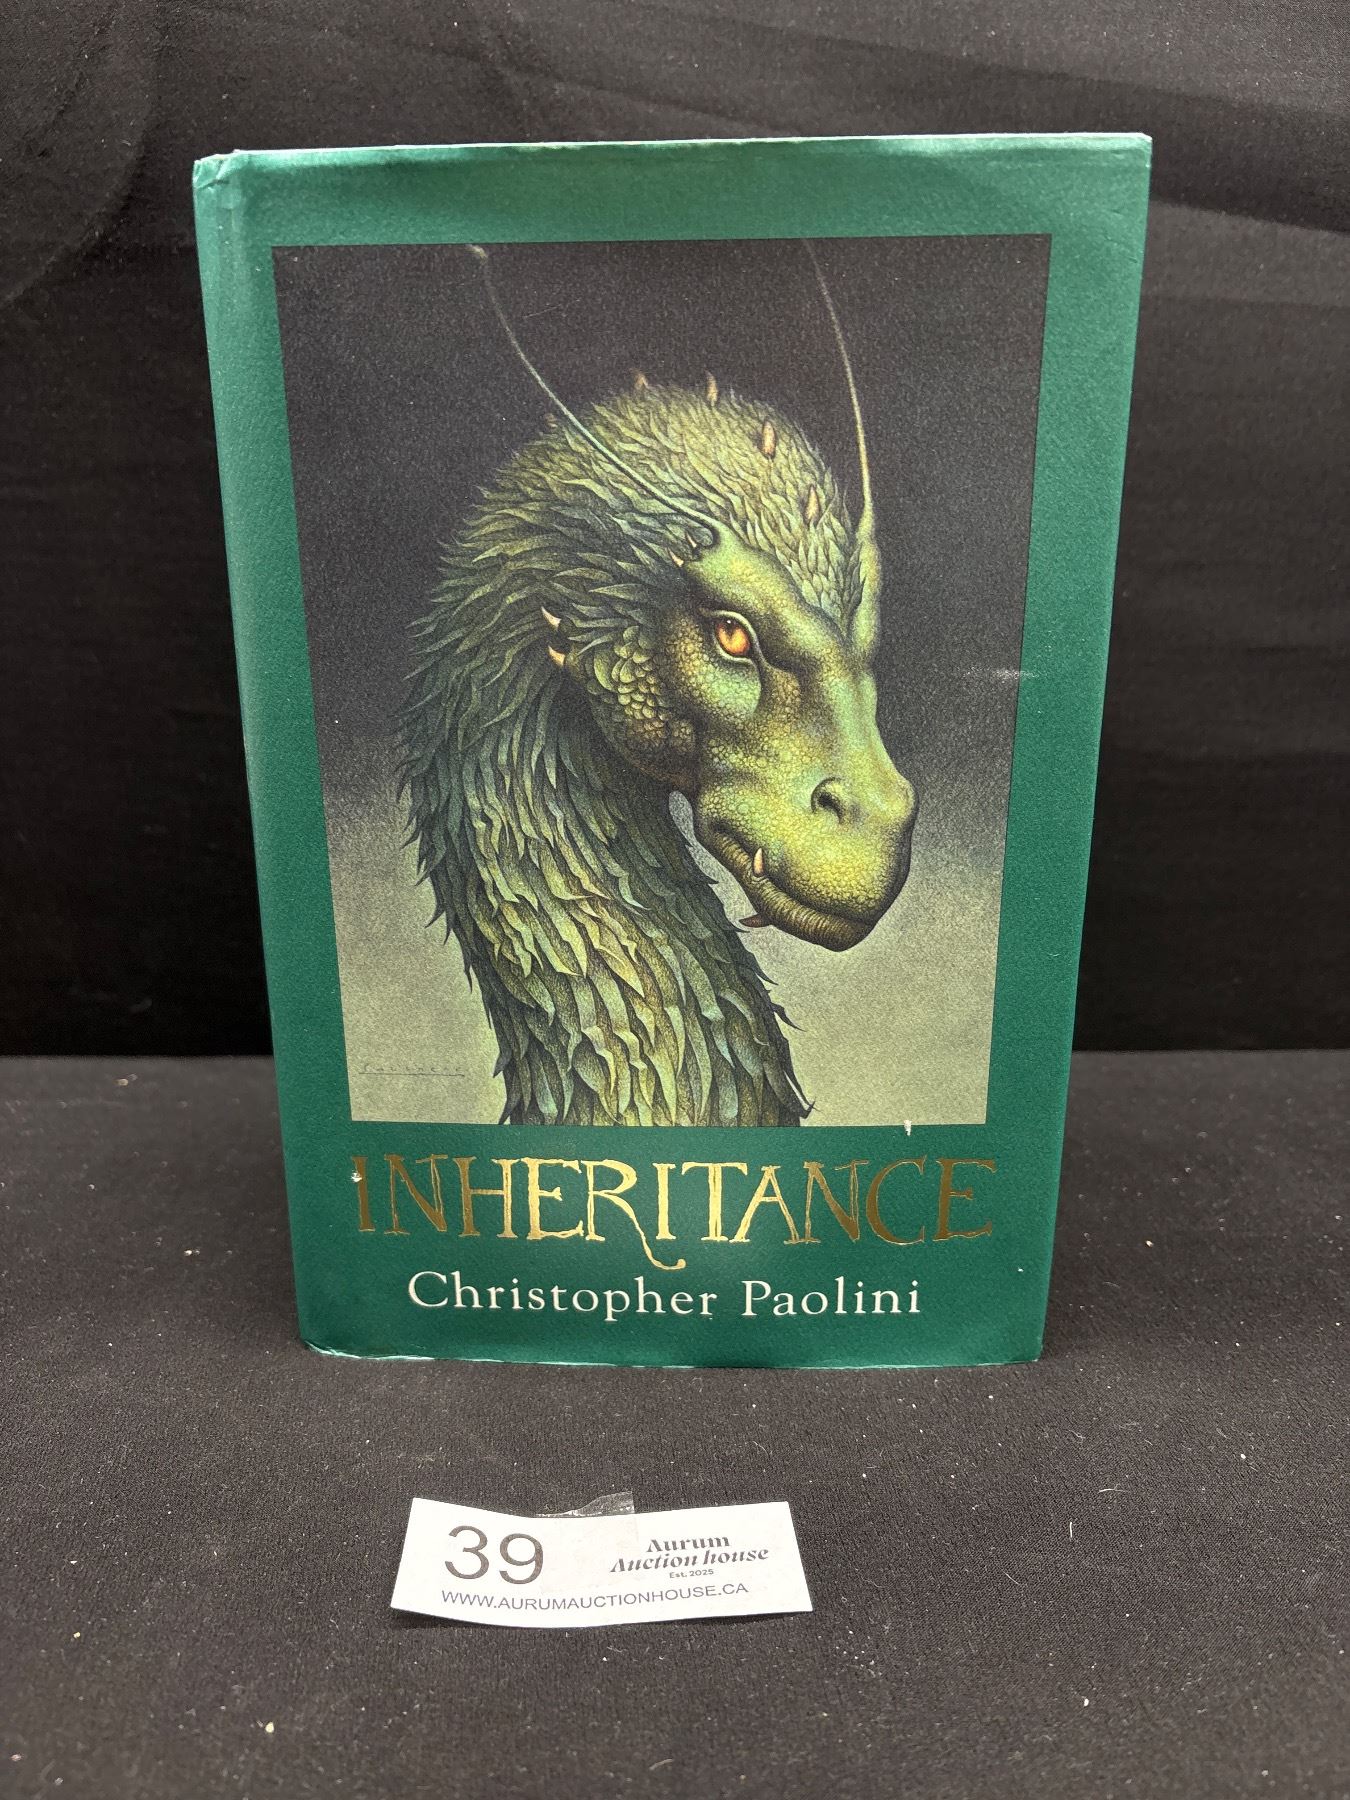 INHERITANCE
Christopher Paolini
39
Aurum
Auction house
Est. 2025
WWW.AURUMAUCTIONHOUSE.CA